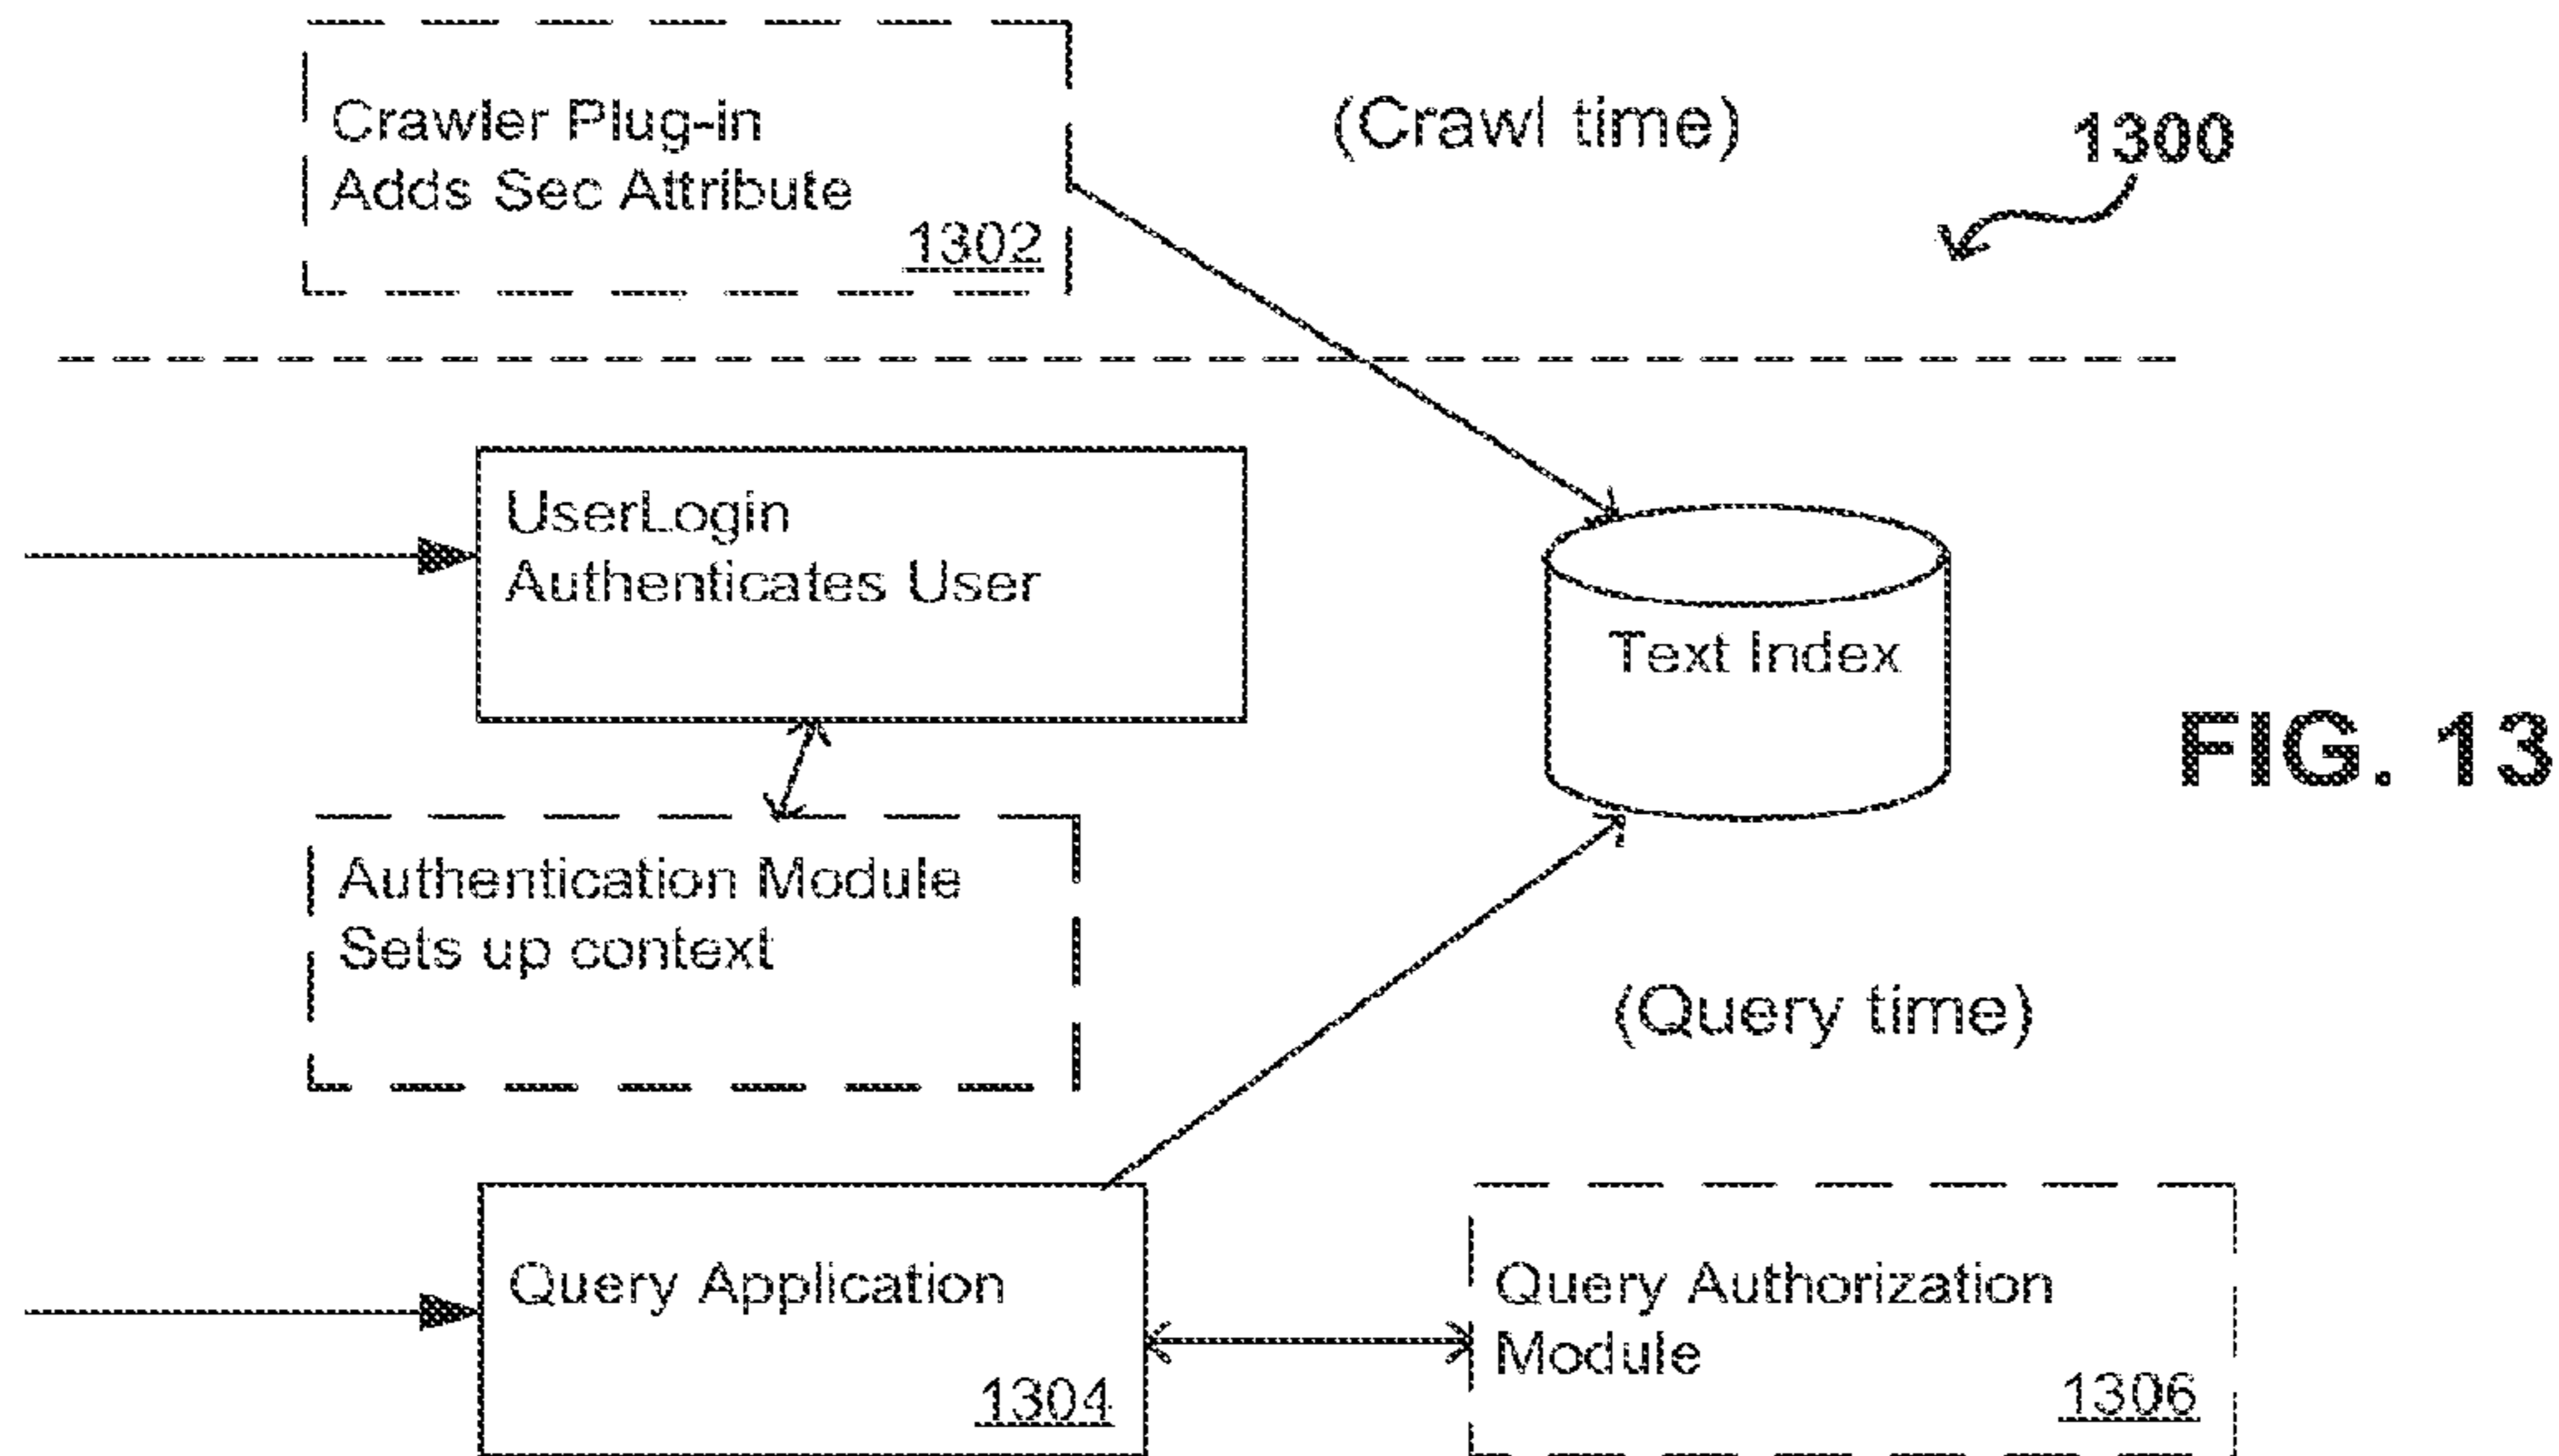 Crawler Plug-in
Adds Sec Attribute
1302
(Crawl time)
1300
UserLogin
Authenticates User
Text Index
FIG. 13
Authentication Module
Sets up context
(Query time)
Query Application
1304
Query Authorization
Module
1306